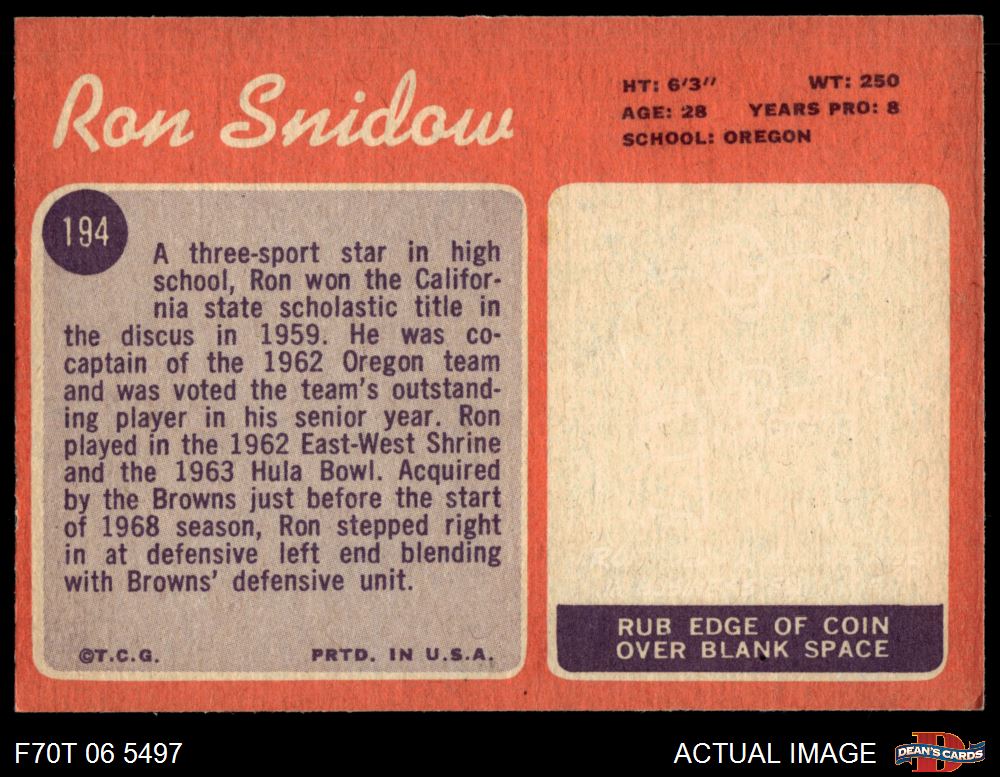 Ron Snidow
HT: 6'3" WT: 250
AGE: 28 YEARS PRO: 8
SCHOOL: OREGON
194
A three-sport star in high
school, Ron won the Califor-
nia state scholastic title in
the discus in 1959. He was co-
captain of the 1962 Oregon team
and was voted the team's outstand-
ing player in his senior year. Ron
played in the 1962 East-West Shrine
and the 1963 Hula Bowl. Acquired
by the Browns just before the start
of 1968 season, Ron stepped right
in at defensive left end blending
with Browns' defensive unit.
©T.C.G. PRTD. IN U.S.A.
RUB EDGE OF COIN
OVER BLANK SPACE
F70T 06 5497
ACTUAL IMAGE
D
DEAN'S CARDS